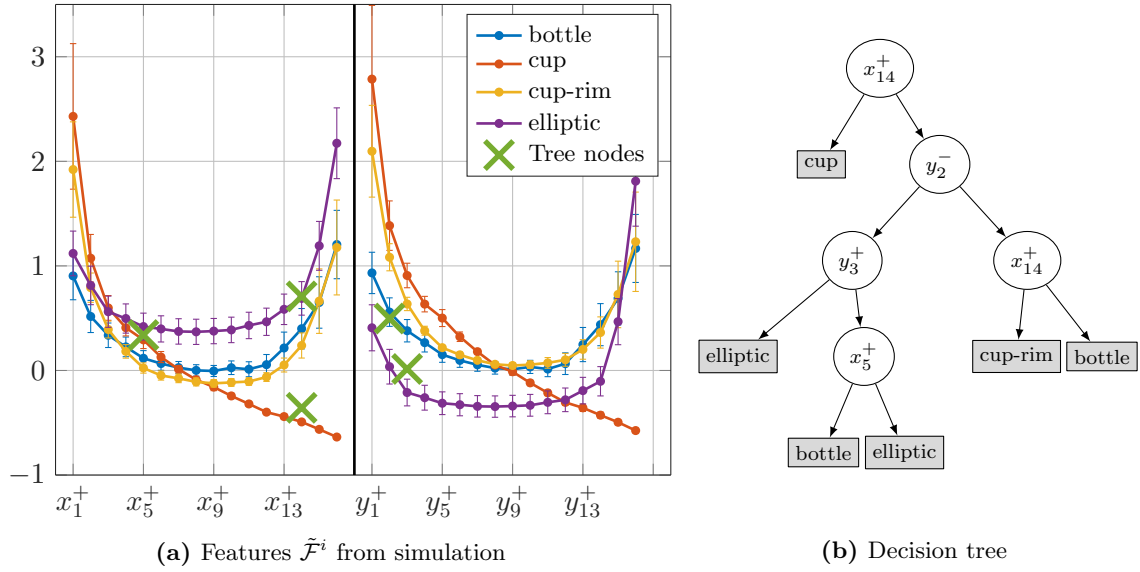 3
2
1
0
−1
x₁⁺ x₅⁺ x₉⁺ x₁₃⁺ y₁⁺ y₅⁺ y₉⁺ y₁₃⁺
bottle
cup
cup-rim
elliptic
Tree nodes
(a) Features F̃ⁱ from simulation
x₁₄⁺
cup
y₂⁻
y₃⁺
x₁₄⁺
elliptic
x₅⁺
cup-rim
bottle
bottle
elliptic
(b) Decision tree